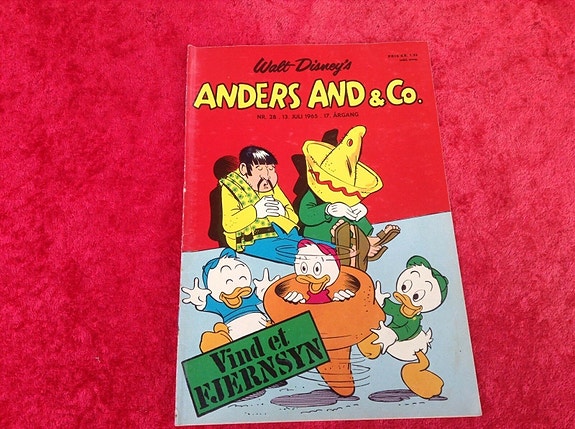 Walt Disney's
ANDERS AND & Co.
NR. 28 . 13. JULI 1965 . 17. ÅRGANG
Vind et
FJERNSYN